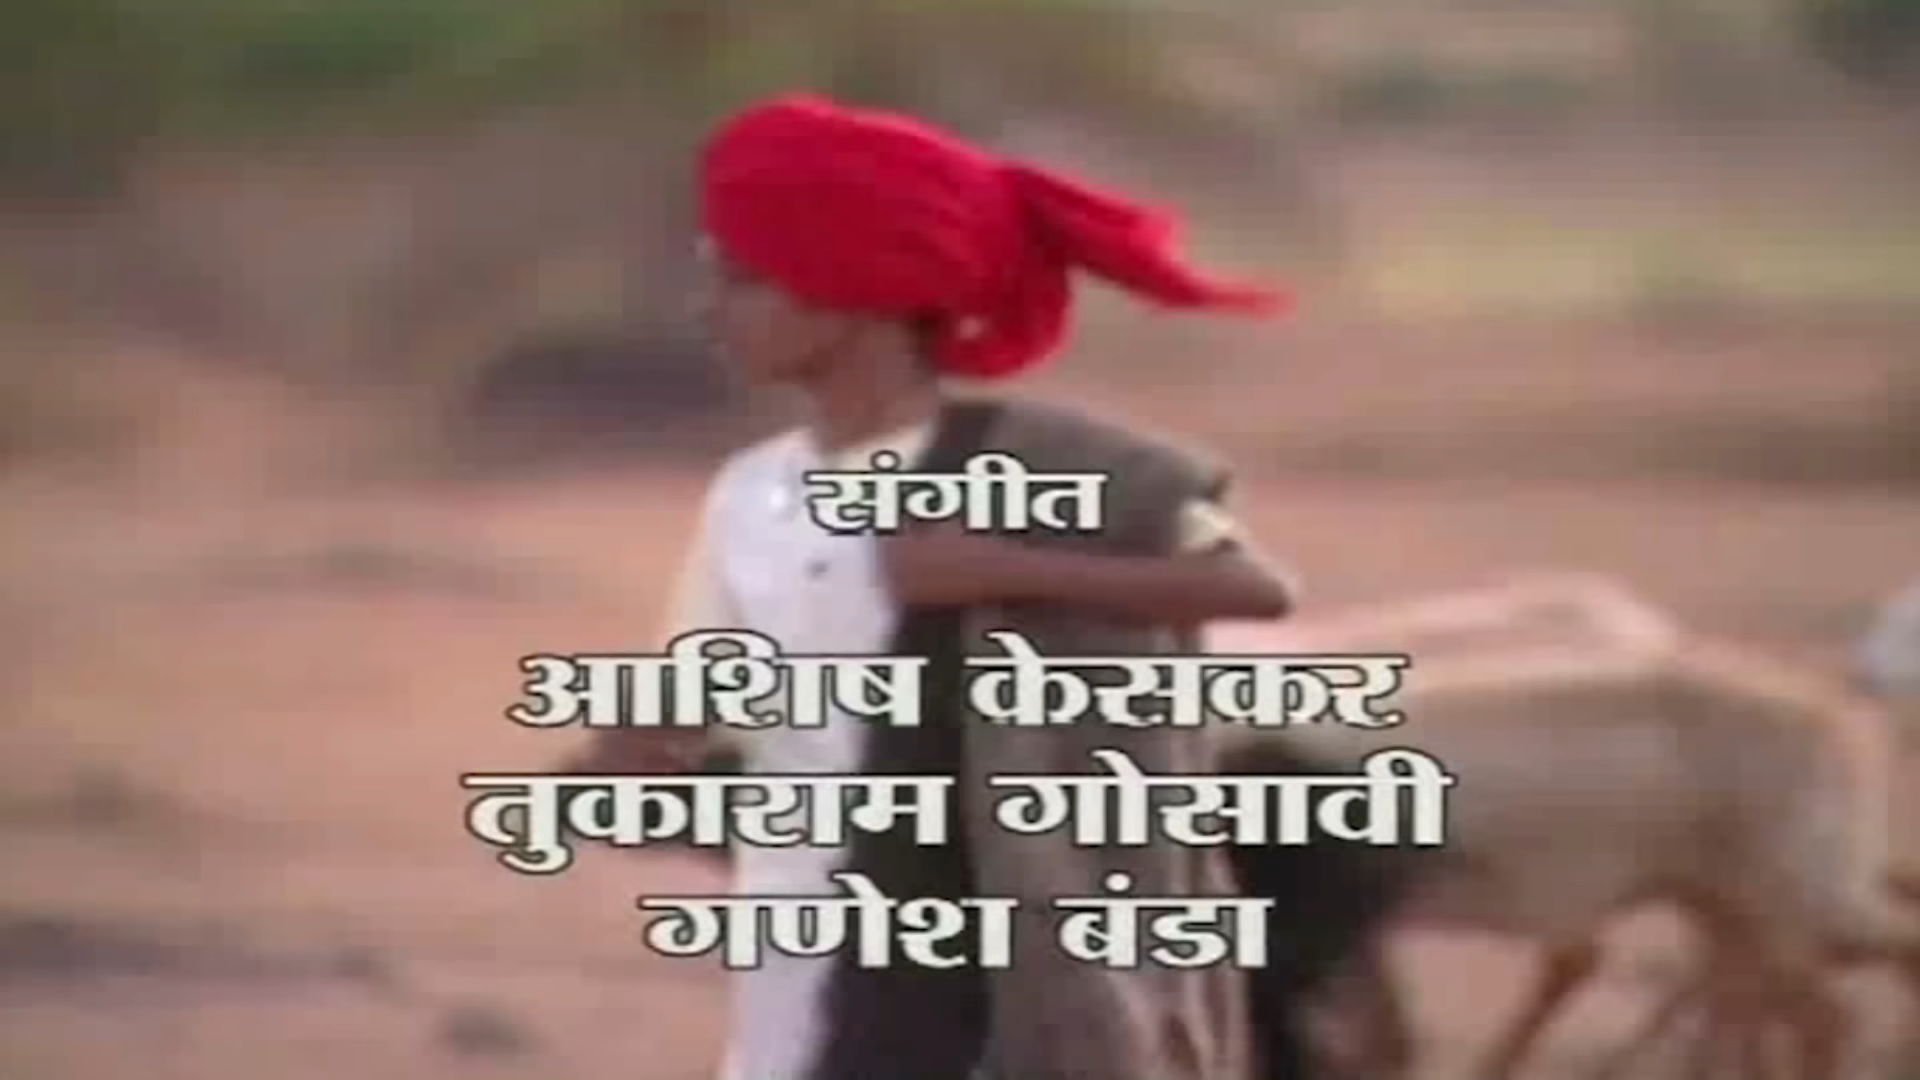 संगीत
आशिष केसकर
तुकाराम गोसावी
गणेश बंडा